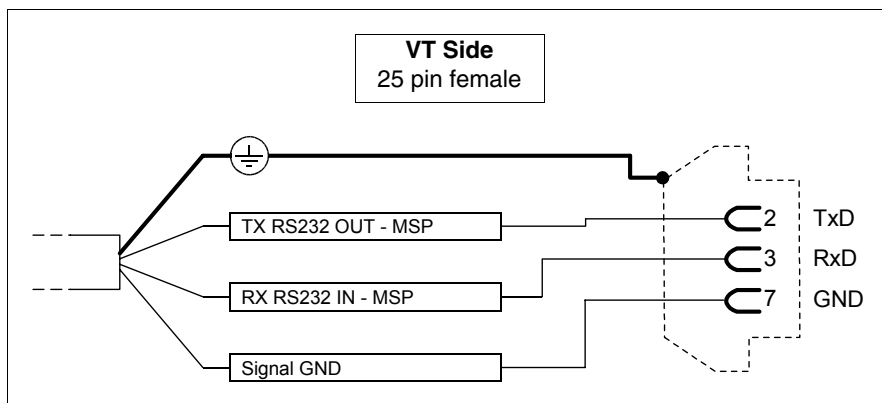 VT Side
25 pin female
TX RS232 OUT - MSP
2 TxD
RX RS232 IN - MSP
3 RxD
7 GND
Signal GND